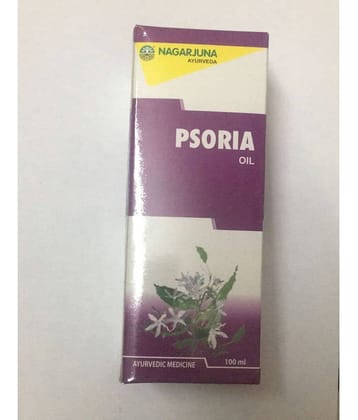 NAGARJUNA
AYURVEDA
PSORIA
OIL
AYURVEDIC MEDICINE
100 ml